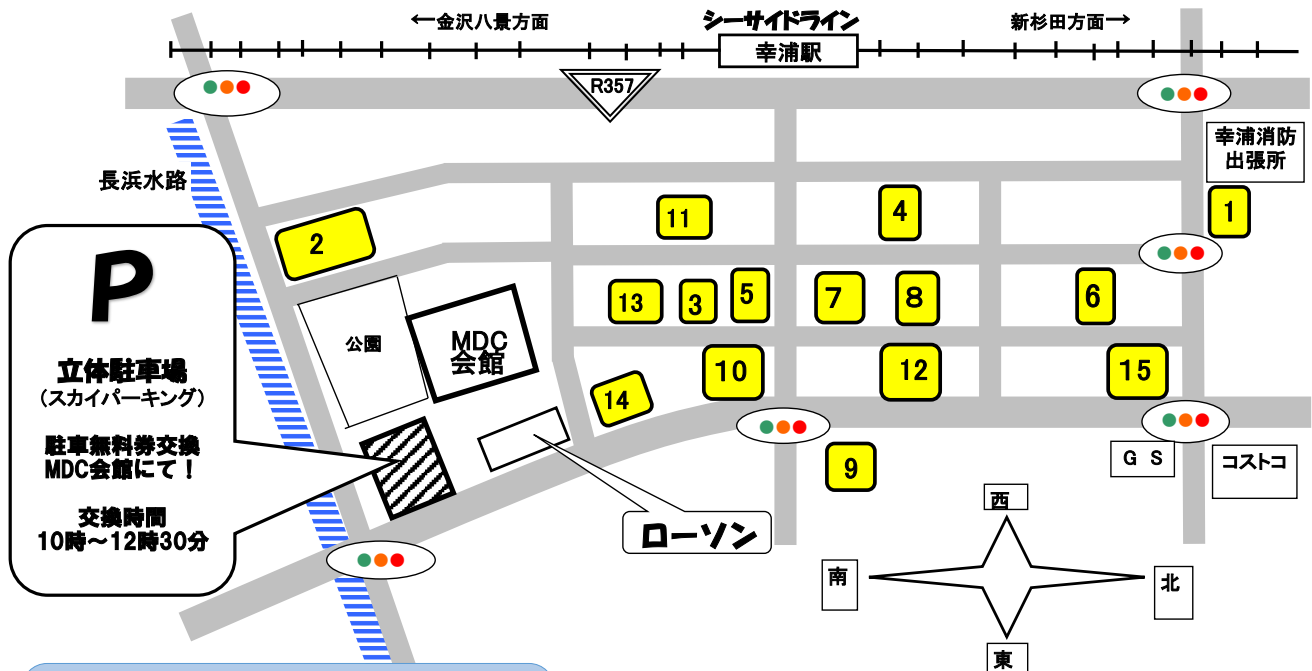 ←金沢八景方面
シーサイドライン
新杉田方面→
幸浦駅
R357
幸浦消防
出張所
長浜水路
1
2
11
4
13
3
5
7
8
6
公園
MDC
会館
10
12
15
14
9
P
立体駐車場
(スカイパーキング)
駐車無料券交換
MDC会館にて!
交換時間
10時~12時30分
ローソン
GS
コストコ
西
南
北
東